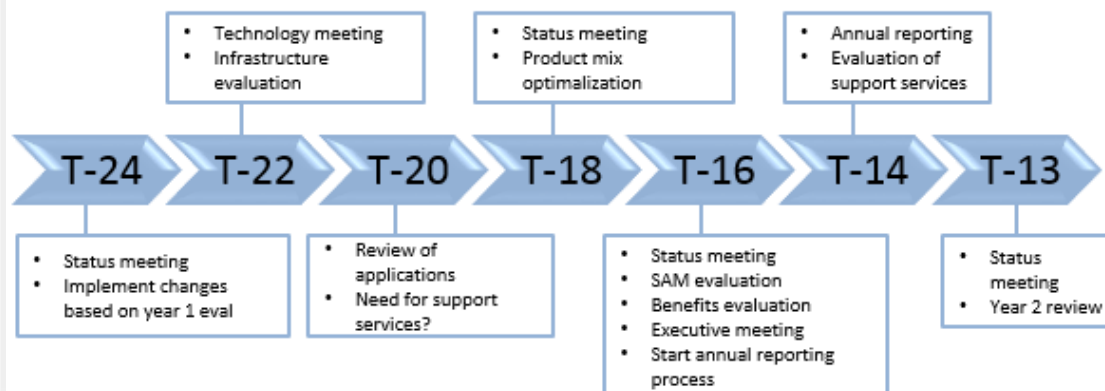 • Technology meeting
• Infrastructure
evaluation
• Status meeting
• Product mix
optimalization
• Annual reporting
• Evaluation of
support services
T-24
T-22
T-20
T-18
T-16
T-14
T-13
• Status meeting
• Implement changes
based on year 1 eval
• Review of
applications
• Need for support
services?
• Status meeting
• SAM evaluation
• Benefits evaluation
• Executive meeting
• Start annual reporting
process
• Status
meeting
• Year 2 review